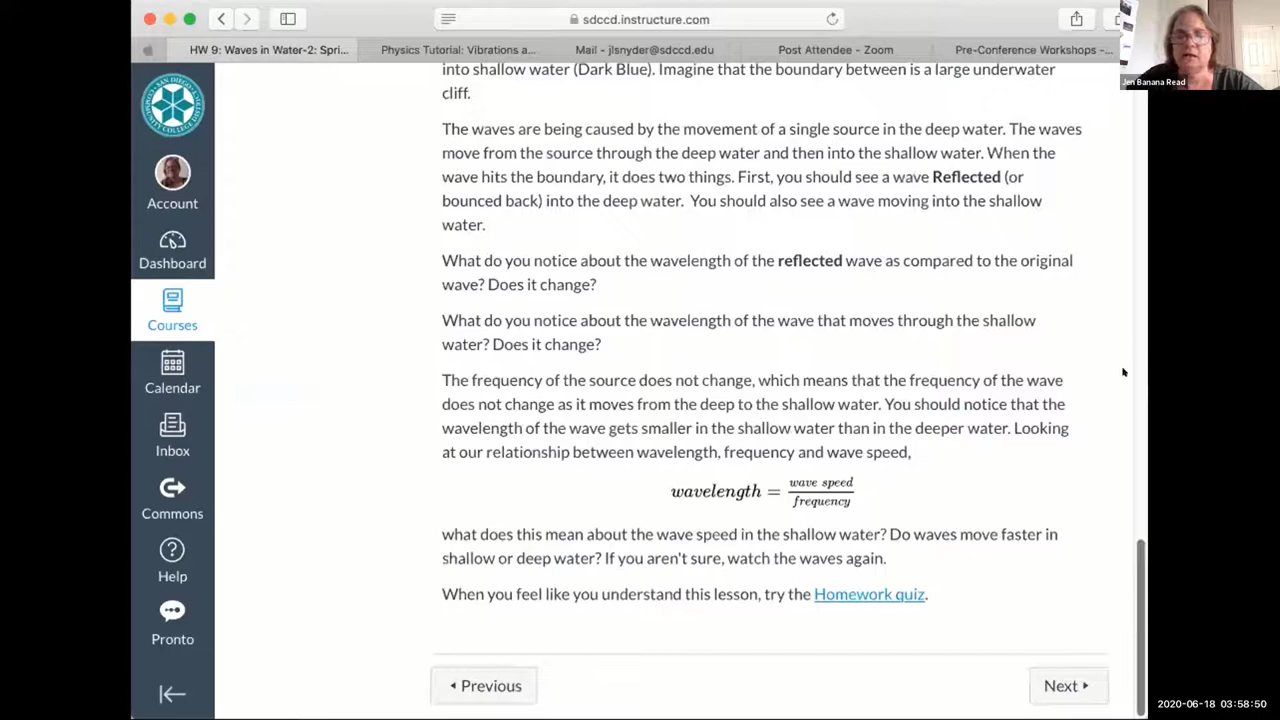 sdccd.instructure.com
HW 9: Waves in Water-2: Spri...
Physics Tutorial: Vibrations a...
Mail - jlsnyder@sdccd.edu
Post Attendee - Zoom
Pre-Conference Workshops -...
Jen Banana Read
SAN DIEGO
COMMUNITY COLLEGE DISTRICT
Account
Dashboard
Courses
Calendar
Inbox
Commons
Help
Pronto
into shallow water (Dark Blue). Imagine that the boundary between is a large underwater
cliff.
The waves are being caused by the movement of a single source in the deep water. The waves
move from the source through the deep water and then into the shallow water. When the
wave hits the boundary, it does two things. First, you should see a wave Reflected (or
bounced back) into the deep water.  You should also see a wave moving into the shallow
water.
What do you notice about the wavelength of the reflected wave as compared to the original
wave? Does it change?
What do you notice about the wavelength of the wave that moves through the shallow
water? Does it change?
The frequency of the source does not change, which means that the frequency of the wave
does not change as it moves from the deep to the shallow water. You should notice that the
wavelength of the wave gets smaller in the shallow water than in the deeper water. Looking
at our relationship between wavelength, frequency and wave speed,
wavelength = wave speed / frequency
what does this mean about the wave speed in the shallow water? Do waves move faster in
shallow or deep water? If you aren't sure, watch the waves again.
When you feel like you understand this lesson, try the Homework quiz.
Previous
Next
2020-06-18 03:58:50